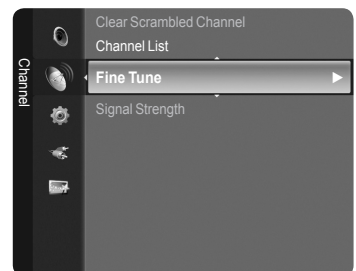 Channel
Clear Scrambled Channel
Channel List
Fine Tune
Signal Strength